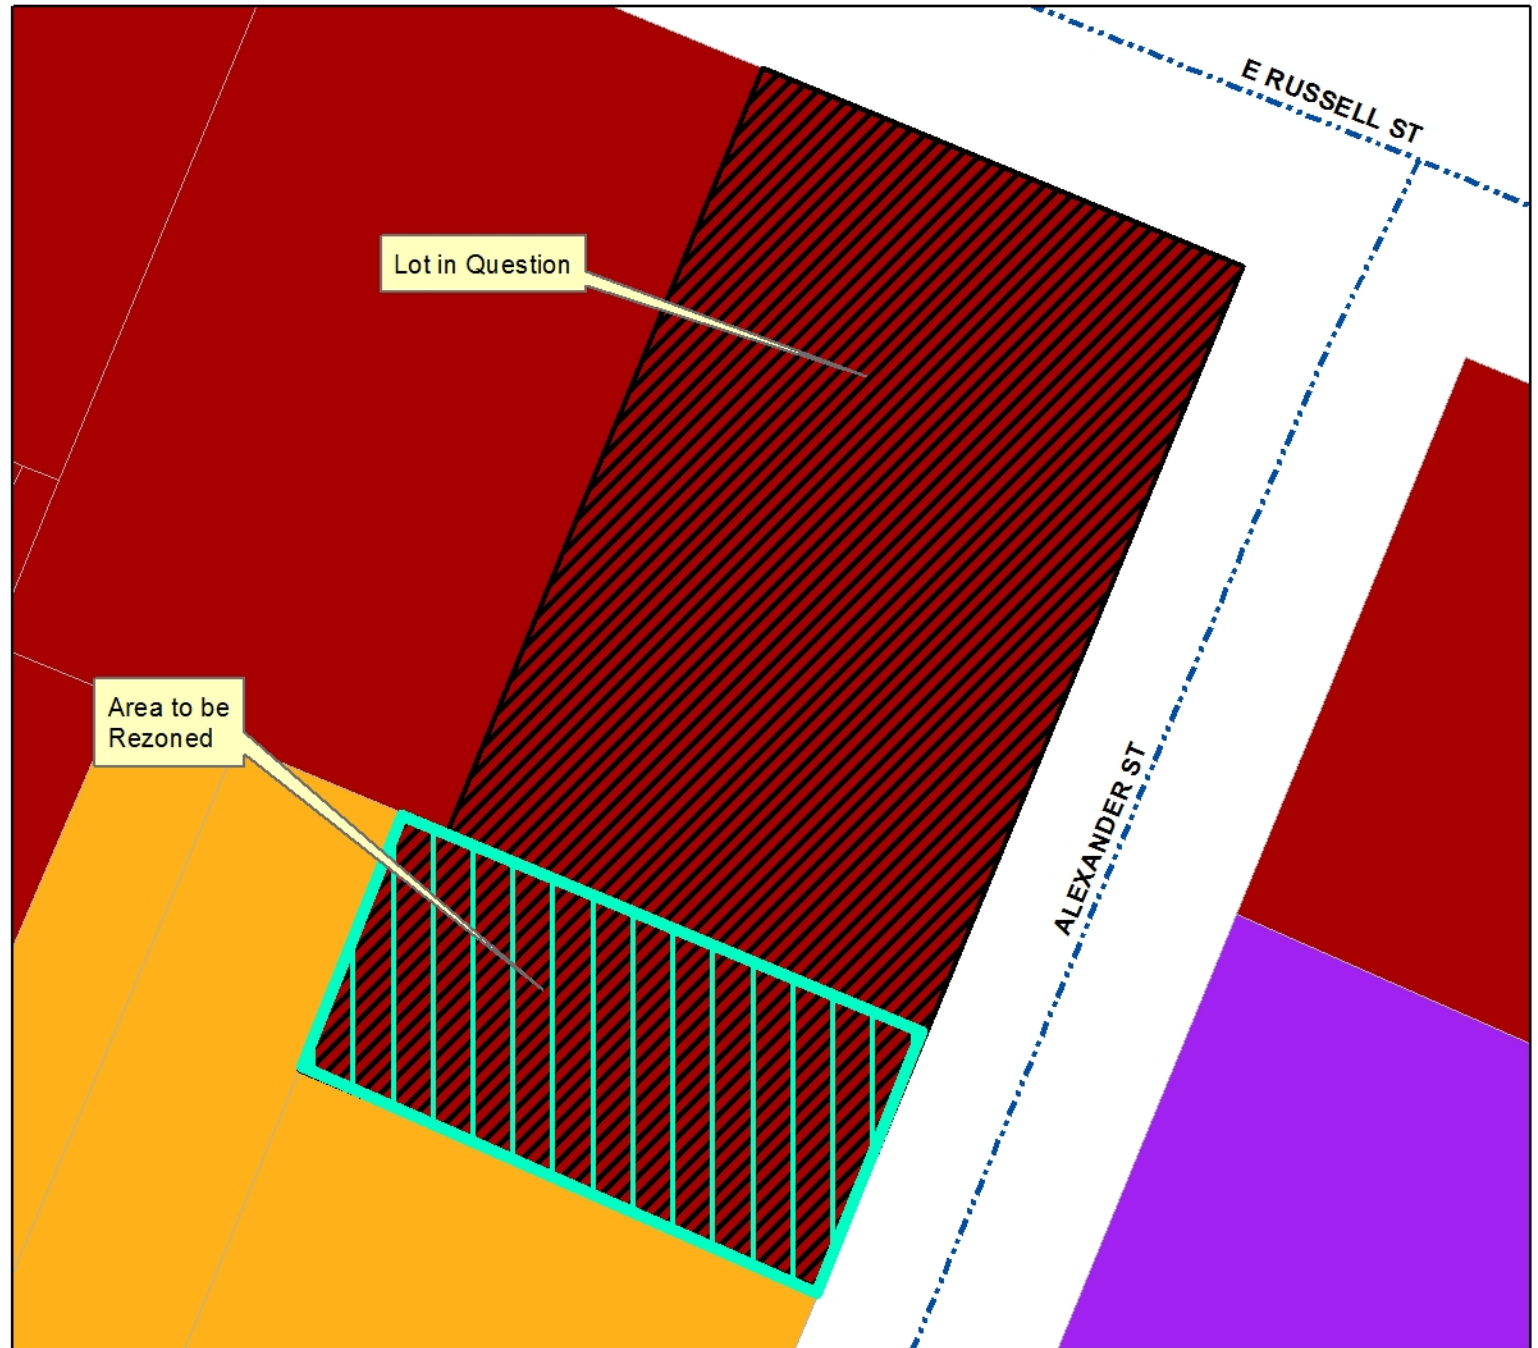 E RUSSELL ST
Lot in Question
Area to be
Rezoned
ALEXANDER ST